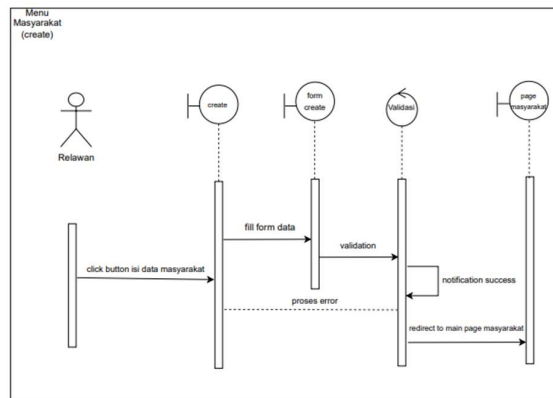 Menu
Masyarakat
(create)
Relawan
create
form
create
Validasi
page
masyarakat
fill form data
validation
click button isi data masyarakat
notification success
proses error
redirect to main page masyarakat